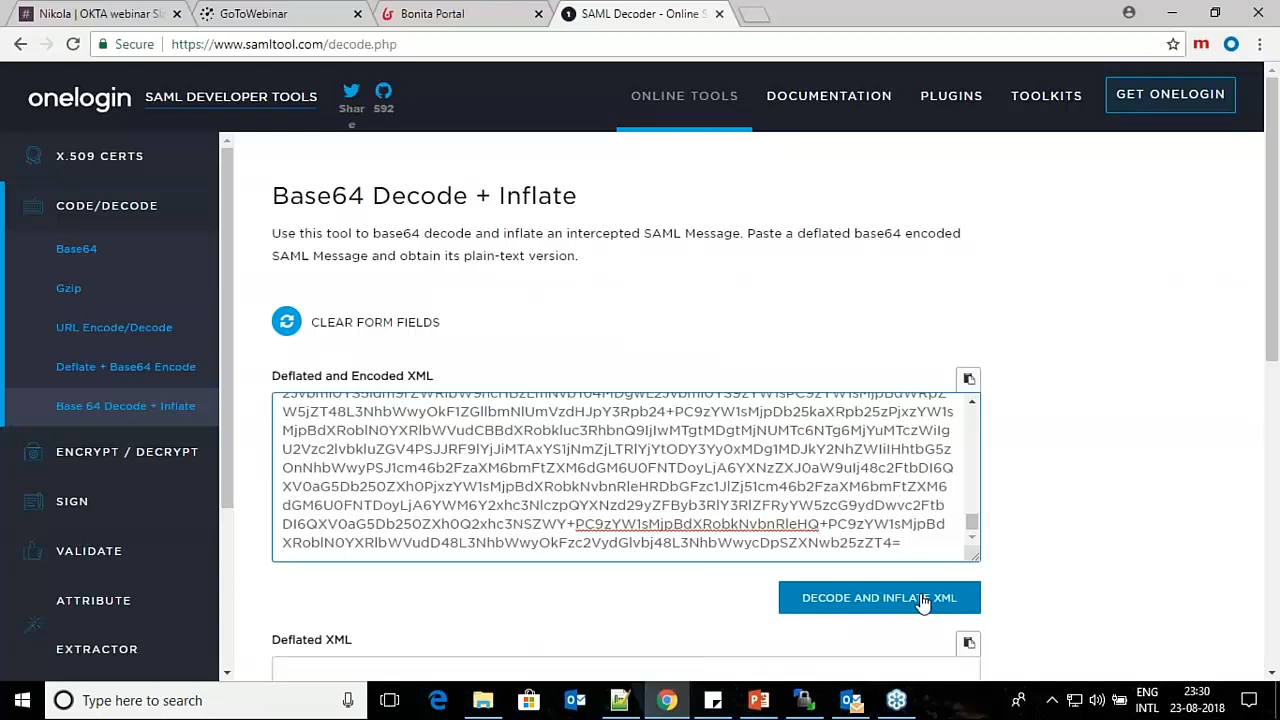 Nikola | OKTA webinar Sl
GoToWebinar
Bonita Portal
SAML Decoder - Online S
Secure
https://www.samltool.com/decode.php
onelogin
SAML DEVELOPER TOOLS
Shar
e
592
ONLINE TOOLS
DOCUMENTATION
PLUGINS
TOOLKITS
GET ONELOGIN
X.509 CERTS
CODE/DECODE
Base64
Gzip
URL Encode/Decode
Deflate + Base64 Encode
Base 64 Decode + Inflate
ENCRYPT / DECRYPT
SIGN
VALIDATE
ATTRIBUTE
EXTRACTOR
Base64 Decode + Inflate
Use this tool to base64 decode and inflate an intercepted SAML Message. Paste a deflated base64 encoded
SAML Message and obtain its plain-text version.
CLEAR FORM FIELDS
Deflated and Encoded XML
W5jZT48L3NhbWwyOkF1ZGllbmNlUmVzdHJpY3Rpb24+PC9zYW1sMjpDb25kaXRpb25zPjxzYW1s
MjpBdXRoblN0YXRlbWVudCBBdXRobkluc3RhbnQ9IjIwMTgtMDgtMjNUMTc6NTg6MjYuMTczWiIg
U2Vzc2lvbkluZGV4PSJJRF9lYjJiMTAxYS1jNmZjLTRlYjYtODY3Yy0xMDg1MDJkY2NhZWIiIHhtbG5z
OnNhbWwyPSJ1cm46b2FzaXM6bmFtZXM6dGM6U0FNTDoyLjA6YXNzZXJ0aW9uIj48c2FtbDI6Q
XV0aG5Db250ZXh0PjxzYW1sMjpBdXRobkNvbnRleHRDbGFzc1JlZj51cm46b2FzaXM6bmFtZXM6
dGM6U0FNTDoyLjA6YWM6Y2xhc3NlczpQYXNzd29yZFByb3RlY3RlZFRyYW5zcG9ydDwvc2Ftb
DI6QXV0aG5Db250ZXh0Q2xhc3NSZWY+PC9zYW1sMjpBdXRobkNvbnRleHQ+PC9zYW1sMjpBd
XRoblN0YXRlbWVudD48L3NhbWwyOkFzc2VydGlvbj48L3NhbWwycDpSZXNwb25zZT4=
DECODE AND INFLATE XML
Deflated XML
Type here to search
ENG
INTL
23:30
23-08-2018